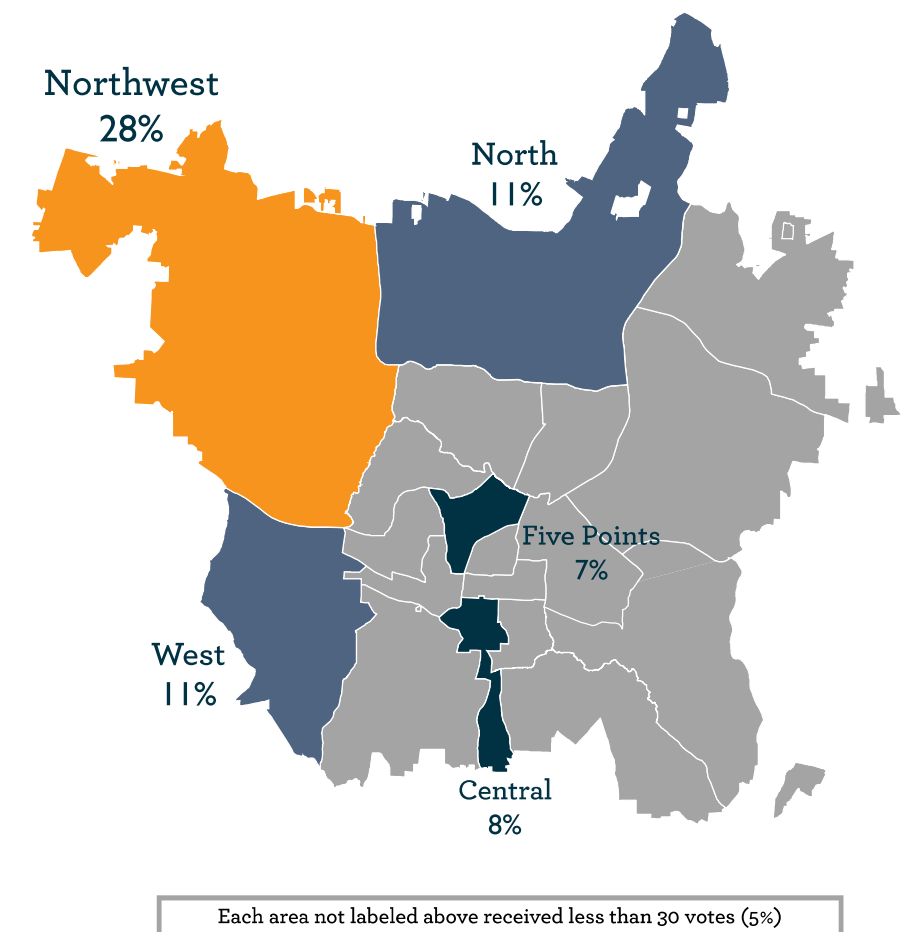 Northwest
28%
North
11%
Five Points
7%
West
11%
Central
8%
Each area not labeled above received less than 30 votes (5%)